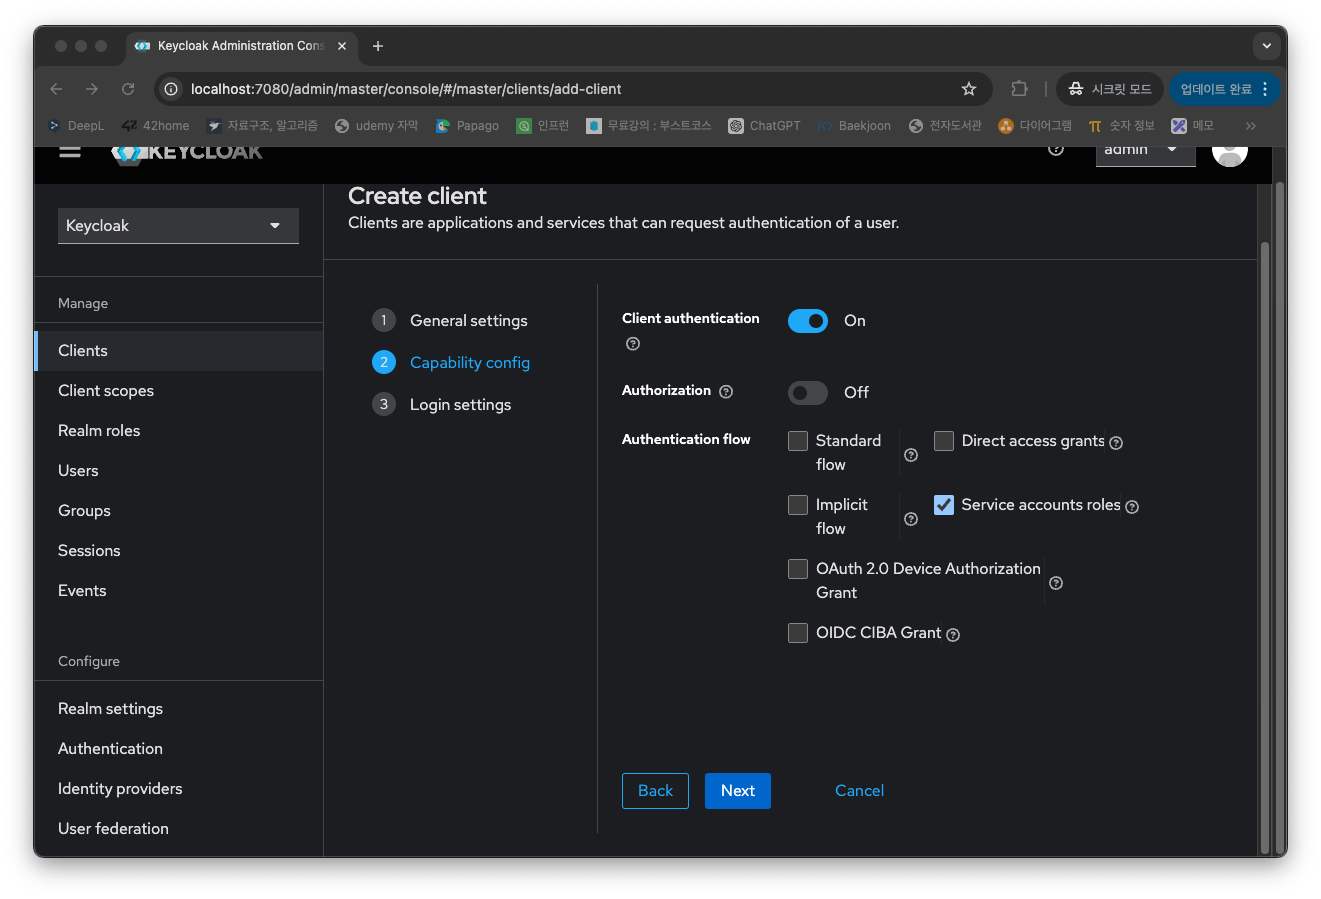 Keycloak Administration Cons
localhost:7080/admin/master/console/#/master/clients/add-client
시크릿 모드
업데이트 완료
DeepL
42home
자료구조, 알고리즘
udemy 자막
Papago
인프런
무료강의 : 부스트코스
ChatGPT
Baekjoon
전자도서관
다이어그램
숫자 정보
메모
KEYCLOAK
admin
Keycloak
Manage
Clients
Client scopes
Realm roles
Users
Groups
Sessions
Events
Configure
Realm settings
Authentication
Identity providers
User federation
Create client
Clients are applications and services that can request authentication of a user.
1 General settings
2 Capability config
3 Login settings
Client authentication
On
Authorization
Off
Authentication flow
Standard
flow
Direct access grants
Implicit
flow
Service accounts roles
OAuth 2.0 Device Authorization
Grant
OIDC CIBA Grant
Back
Next
Cancel